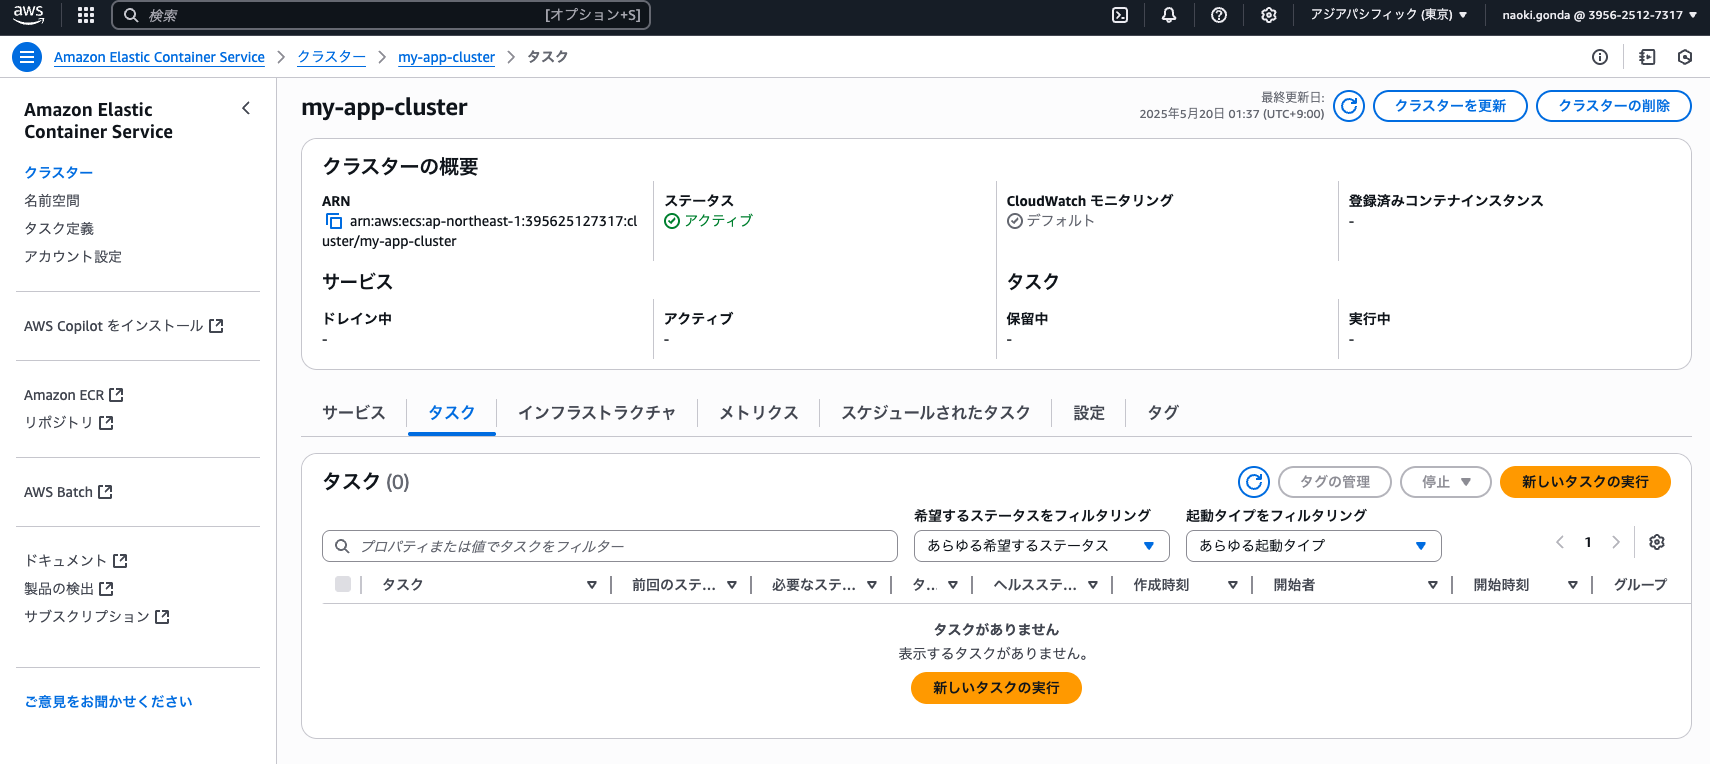 aws
検索
[オプション+S]
アジアパシフィック (東京) ▼
naoki.gonda @ 3956-2512-7317 ▼
Amazon Elastic Container Service > クラスター > my-app-cluster > タスク
Amazon Elastic
Container Service
クラスター
名前空間
タスク定義
アカウント設定
AWS Copilot をインストール
Amazon ECR
リポジトリ
AWS Batch
ドキュメント
製品の検出
サブスクリプション
ご意見をお聞かせください
my-app-cluster
最終更新日:
2025年5月20日 01:37 (UTC+9:00)
クラスターを更新
クラスターの削除
クラスターの概要
ARN
arn:aws:ecs:ap-northeast-1:395625127317:cl
uster/my-app-cluster
ステータス
アクティブ
CloudWatch モニタリング
デフォルト
登録済みコンテナインスタンス
-
サービス
ドレイン中
-
アクティブ
-
タスク
保留中
-
実行中
-
サービス
タスク
インフラストラクチャ
メトリクス
スケジュールされたタスク
設定
タグ
タスク (0)
タグの管理
停止 ▼
新しいタスクの実行
プロパティまたは値でタスクをフィルター
希望するステータスをフィルタリング
あらゆる希望するステータス
起動タイプをフィルタリング
あらゆる起動タイプ
1
タスク
前回のステ...
必要なステ...
タ...
ヘルスステ...
作成時刻
開始者
開始時刻
グループ
タスクがありません
表示するタスクがありません。
新しいタスクの実行